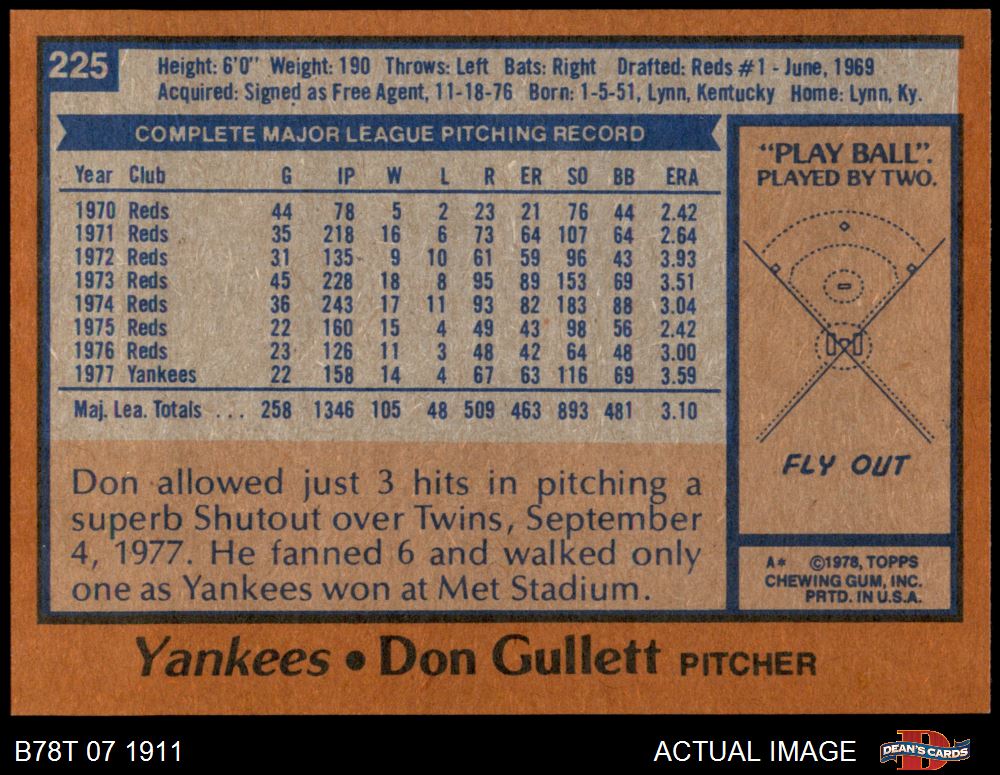 225
Height: 6'0" Weight: 190 Throws: Left Bats: Right Drafted: Reds #1 - June, 1969
Acquired: Signed as Free Agent, 11-18-76 Born: 1-5-51, Lynn, Kentucky Home: Lynn, Ky.
COMPLETE MAJOR LEAGUE PITCHING RECORD
Year Club G IP W L R ER SO BB ERA
1970 Reds 44 78 5 2 23 21 76 44 2.42
1971 Reds 35 218 16 6 73 64 107 64 2.64
1972 Reds 31 135 9 10 61 59 96 43 3.93
1973 Reds 45 228 18 8 95 89 153 69 3.51
1974 Reds 36 243 17 11 93 82 183 88 3.04
1975 Reds 22 160 15 4 49 43 98 56 2.42
1976 Reds 23 126 11 3 48 42 64 48 3.00
1977 Yankees 22 158 14 4 67 63 116 69 3.59
Maj. Lea. Totals ... 258 1346 105 48 509 463 893 481 3.10
Don allowed just 3 hits in pitching a
superb Shutout over Twins, September
4, 1977. He fanned 6 and walked only
one as Yankees won at Met Stadium.
"PLAY BALL".
PLAYED BY TWO.
FLY OUT
A* ©1978, TOPPS
CHEWING GUM, INC.
PRTD. IN U.S.A.
Yankees • Don Gullett PITCHER
B78T 07 1911 ACTUAL IMAGE
DEAN'S CARDS